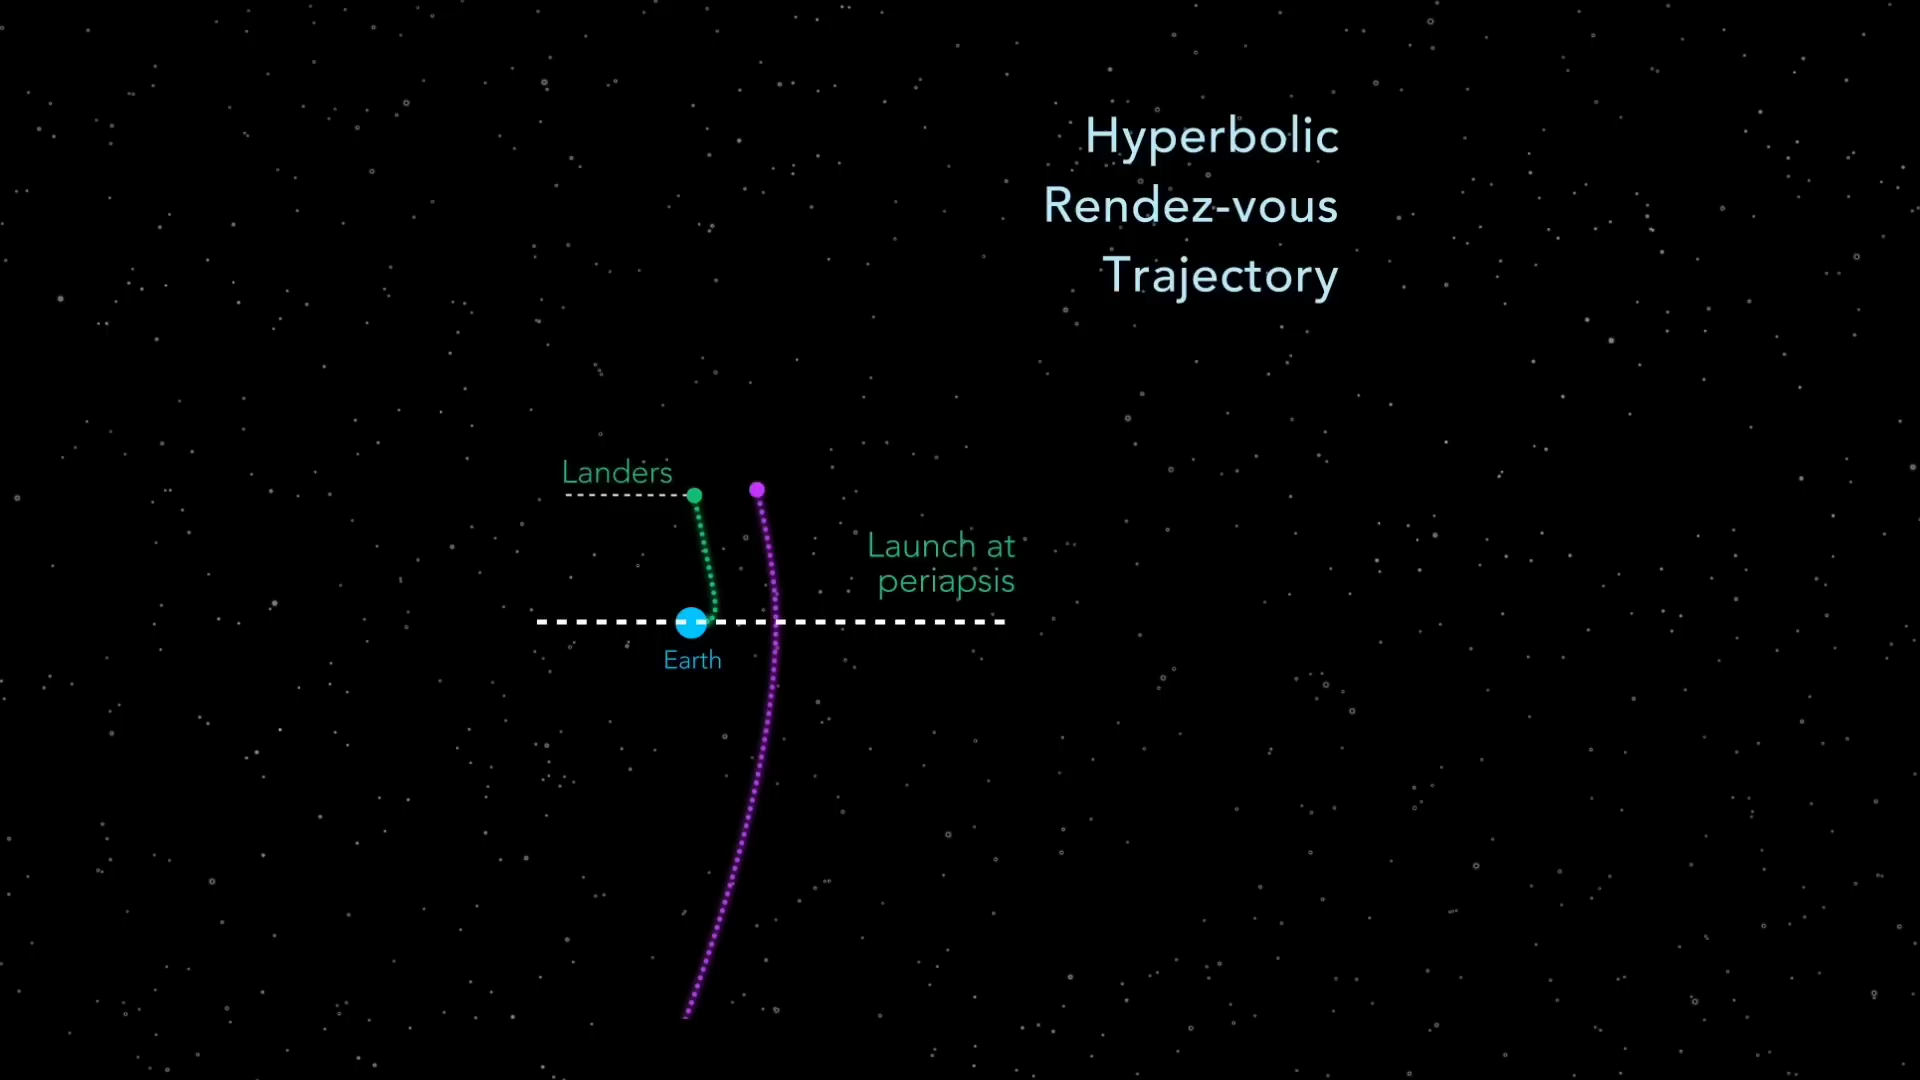 Hyperbolic
Rendez-vous
Trajectory
Landers
Launch at
periapsis
Earth